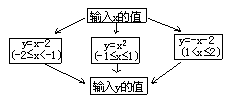 输入x的值
y=x-2
(-2≤x<-1)
y=x²
(-1≤x≤1)
y=-x-2
(1<x≤2)
输入y的值